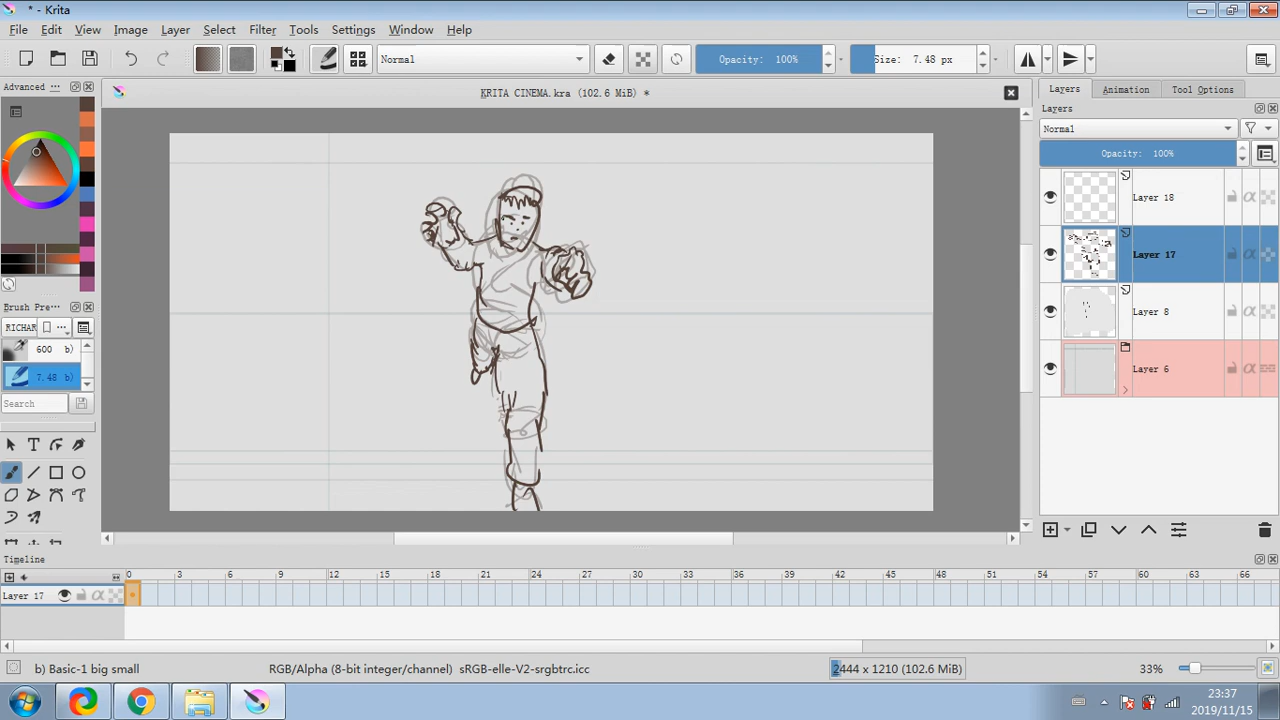 * - Krita
File Edit View Image Layer Select Filter Tools Settings Window Help
Normal Opacity: 100% Size: 7.48 px
Advanced ...
KRITA CINEMA.kra (102.6 MiB) *
Layers Animation Tool Options
Layers
Normal
Opacity: 100%
Layer 18
Layer 17
Layer 8
Layer 6
Brush Pre...
RICHAR ...
600 b)
7.48 b)
Search
Timeline
0 3 6 9 12 15 18 21 24 27 30 33 36 39 42 45 48 51 54 57 60 63 66
Layer 17
b) Basic-1 big small RGB/Alpha (8-bit integer/channel) sRGB-elle-V2-srgbtrc.icc 2444 x 1210 (102.6 MiB) 33%
23:37
2019/11/15